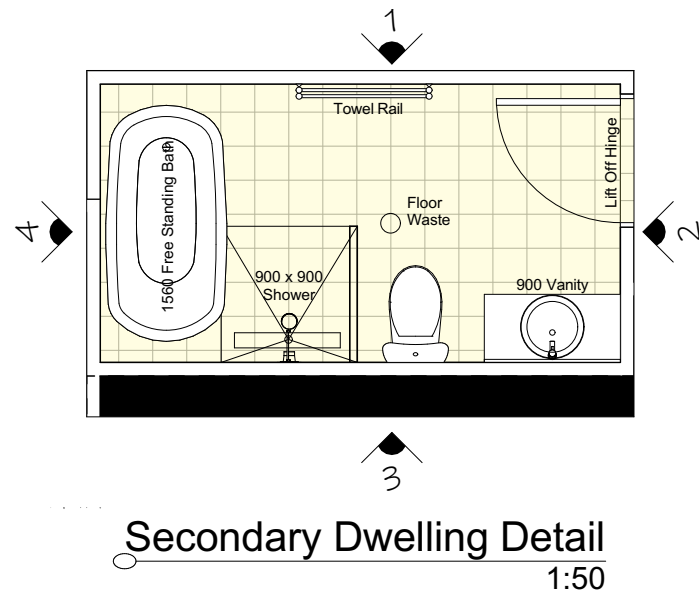 1
Towel Rail
Lift Off Hinge
1560 Free Standing Bath
Floor
Waste
4
2
900 x 900
Shower
900 Vanity
3
Secondary Dwelling Detail
1:50